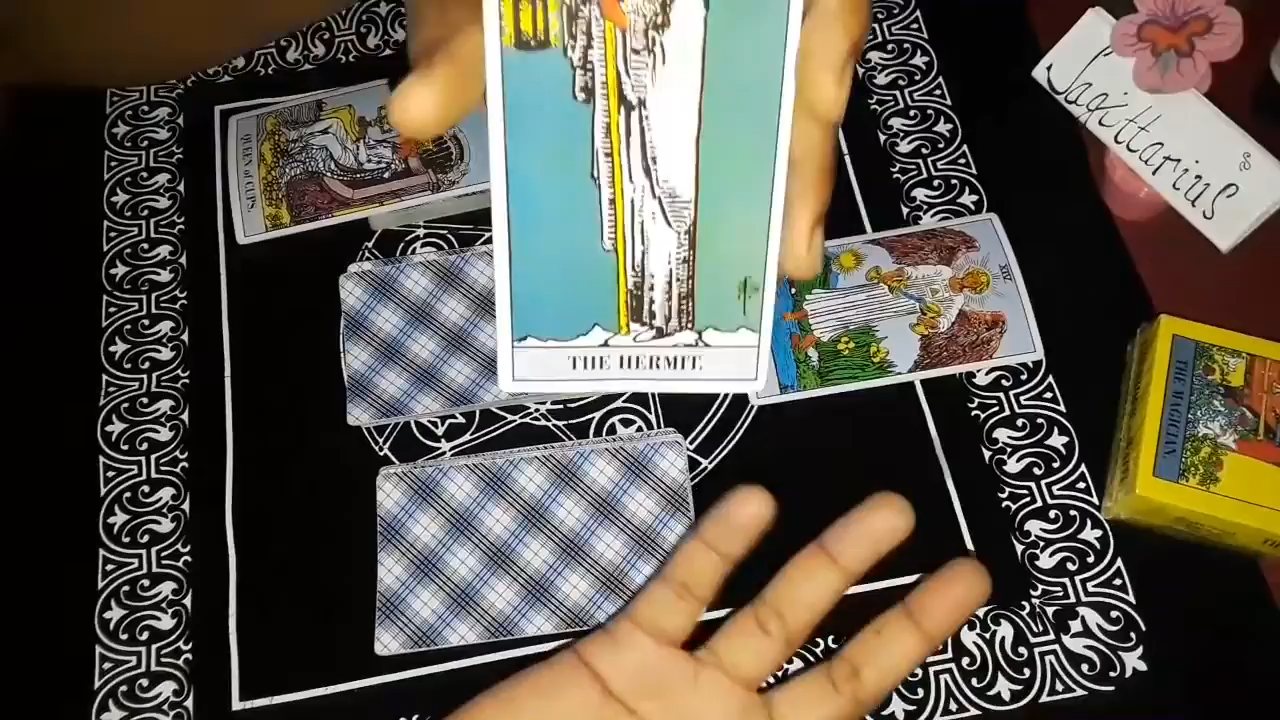 Sagittarius
QUEEN of CUPS.
XIV
THE HERMIT.
THE MAGICIAN.